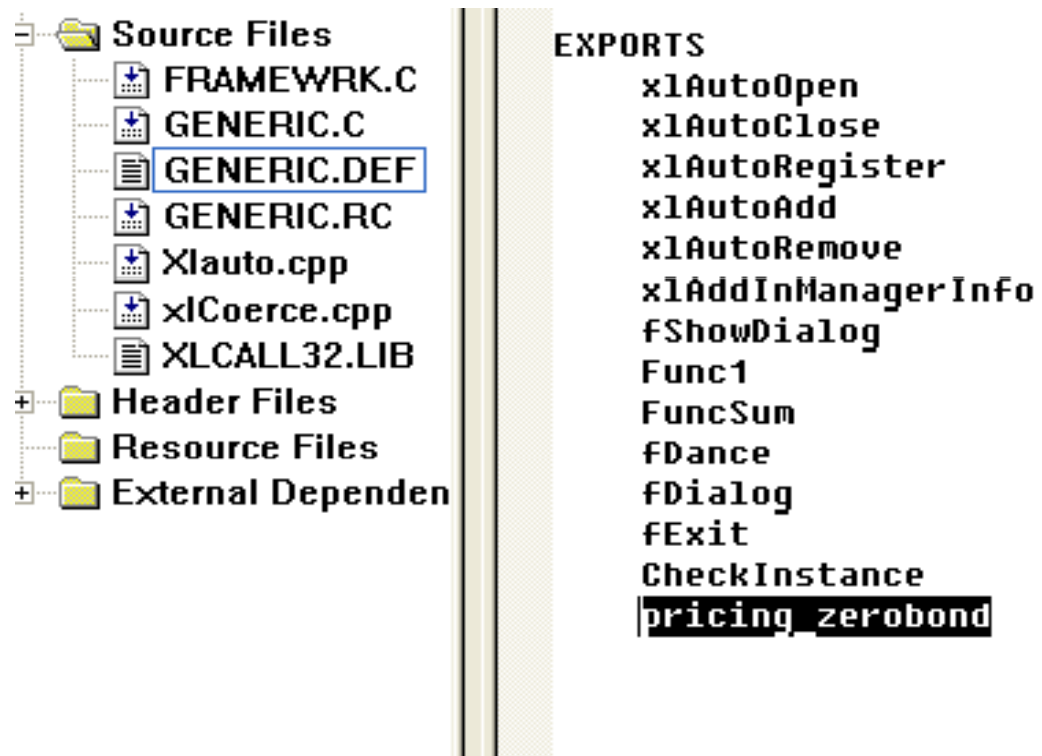 Source Files
FRAMEWRK.C
GENERIC.C
GENERIC.DEF
GENERIC.RC
Xlauto.cpp
xlCoerce.cpp
XLCALL32.LIB
Header Files
Resource Files
External Dependen
EXPORTS
xlAutoOpen
xlAutoClose
xlAutoRegister
xlAutoAdd
xlAutoRemove
xlAddInManagerInfo
fShowDialog
Func1
FuncSum
fDance
fDialog
fExit
CheckInstance
pricing_zerobond